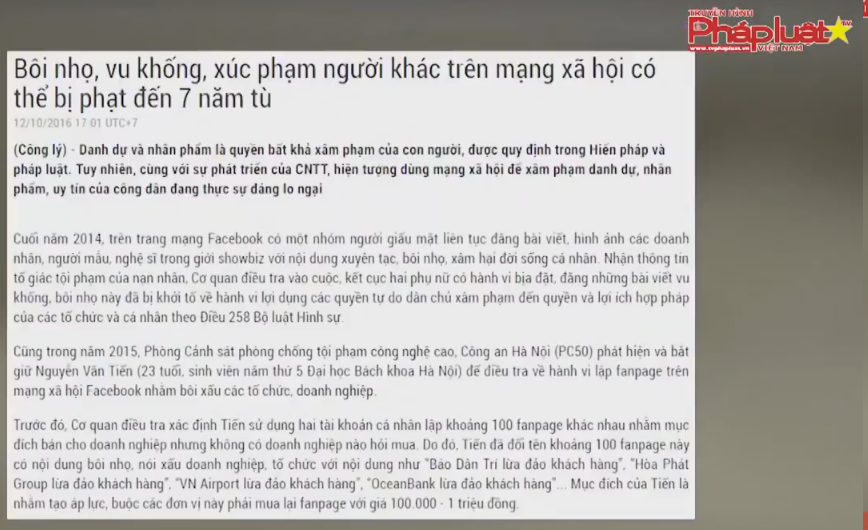 TRUYỀN HÌNH
Phápluật
www.tvphapluat.vn VIỆT NAM
Bôi nhọ, vu khống, xúc phạm người khác trên mạng xã hội có
thể bị phạt đến 7 năm tù
12/10/2016 17:01 UTC+7
(Công lý) - Danh dự và nhân phẩm là quyền bất khả xâm phạm của con người, được quy định trong Hiến pháp và
pháp luật. Tuy nhiên, cùng với sự phát triển của CNTT, hiện tượng dùng mạng xã hội để xâm phạm danh dự, nhân
phẩm, uy tín của công dân đang thực sự đáng lo ngại
Cuối năm 2014, trên trang mạng Facebook có một nhóm người giấu mặt liên tục đăng bài viết, hình ảnh các doanh
nhân, người mẫu, nghệ sĩ trong giới showbiz với nội dung xuyên tạc, bôi nhọ, xâm hại đời sống cá nhân. Nhận thông tin
tố giác tội phạm của nạn nhân, Cơ quan điều tra vào cuộc, kết cục hai phụ nữ có hành vi bịa đặt, đăng những bài viết vu
khống, bôi nhọ này đã bị khởi tố về hành vi lợi dụng các quyền tự do dân chủ xâm phạm đến quyền và lợi ích hợp pháp
của các tổ chức và cá nhân theo Điều 258 Bộ luật Hình sự.
Cũng trong năm 2015, Phòng Cảnh sát phòng chống tội phạm công nghệ cao, Công an Hà Nội (PC50) phát hiện và bắt
giữ Nguyễn Văn Tiến (23 tuổi, sinh viên năm thứ 5 Đại học Bách khoa Hà Nội) để điều tra về hành vi lập fanpage trên
mạng xã hội Facebook nhằm bôi xấu các tổ chức, doanh nghiệp.
Trước đó, Cơ quan điều tra xác định Tiến sử dụng hai tài khoản cá nhân lập khoảng 100 fanpage khác nhau nhằm mục
đích bán cho doanh nghiệp nhưng không có doanh nghiệp nào hỏi mua. Do đó, Tiến đã đổi tên khoảng 100 fanpage này
có nội dung bôi nhọ, nói xấu doanh nghiệp, tổ chức với nội dung như “Báo Dân Trí lừa đảo khách hàng”, “Hòa Phát
Group lừa đảo khách hàng”, “VN Airport lừa đảo khách hàng”, “OceanBank lừa đảo khách hàng”... Mục đích của Tiến là
nhằm tạo áp lực, buộc các đơn vị này phải mua lại fanpage với giá 100.000 - 1 triệu đồng.